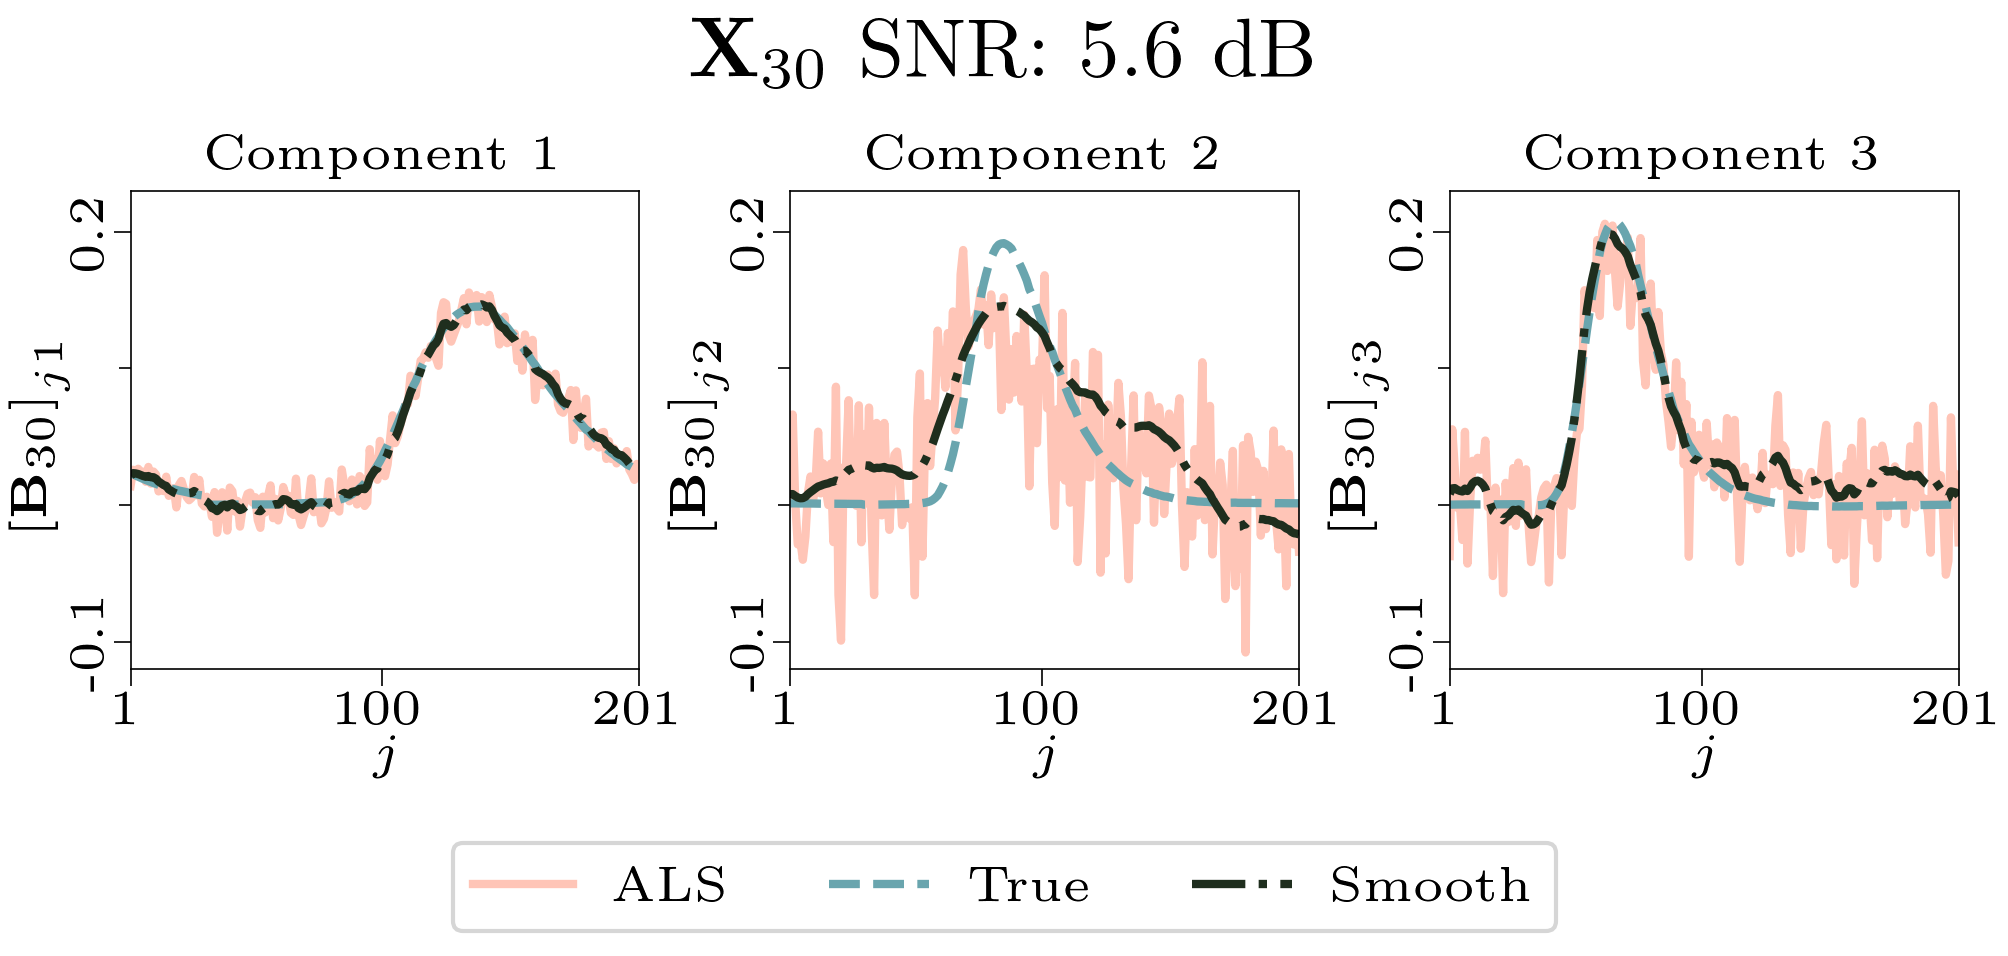 X30 SNR: 5.6 dB
Component 1
Component 2
Component 3
[B30]j1
0.2
-0.1
1
100
201
j
[B30]j2
0.2
-0.1
1
100
201
j
[B30]j3
0.2
-0.1
1
100
201
j
ALS
True
Smooth